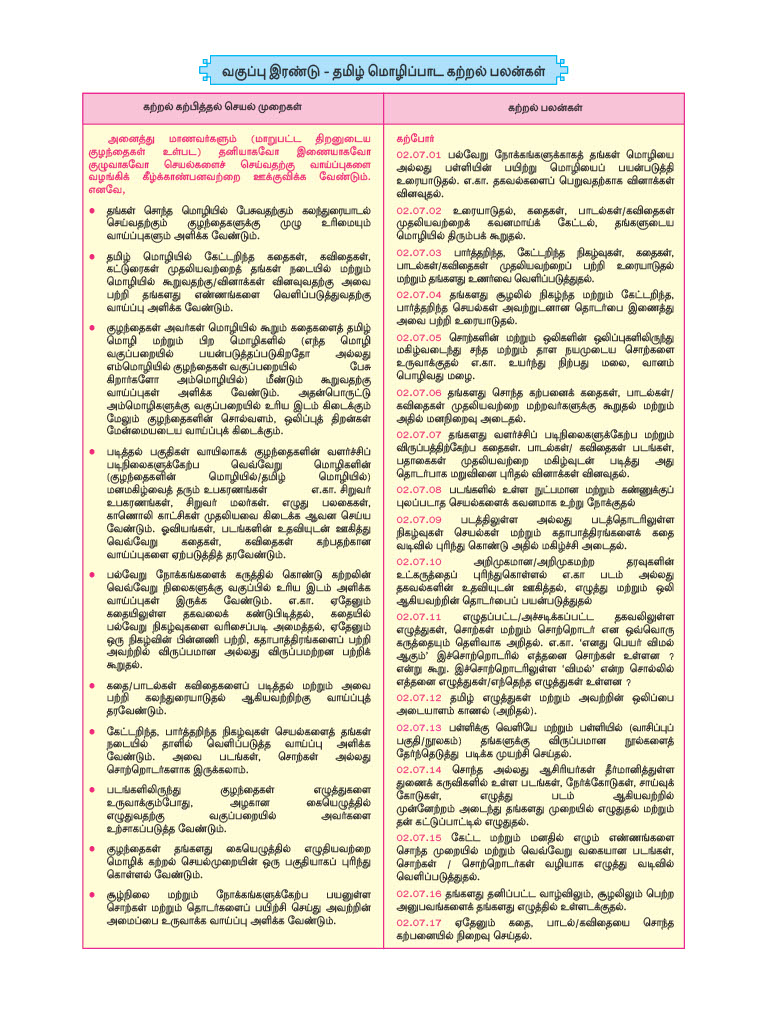 வகுப்பு இரண்டு - தமிழ் மொழிப்பாட கற்றல் பலன்கள்
கற்றல் கற்பித்தல் செயல் முறைகள்
அனைத்து மாணவர்களும் (மாறுபட்ட திறனுடைய
குழந்தைகள் உள்பட) தனியாகவோ இணையாகவோ
குழுவாகவோ செயல்களைச் செய்வதற்கு வாய்ப்புகளை
வழங்கிக் கீழ்க்காண்பனவற்றை ஊக்குவிக்க வேண்டும்.
எனவே,
● தங்கள் சொந்த மொழியில் பேசுவதற்கும் கலந்துரையாடல்
செய்வதற்கும் குழந்தைகளுக்கு முழு உரிமையும்
வாய்ப்புகளும் அளிக்க வேண்டும்.
● தமிழ் மொழியில் கேட்டறிந்த கதைகள், கவிதைகள்,
கட்டுரைகள் முதலியவற்றைத் தங்கள் நடையில் மற்றும்
மொழியில் கூறுவதற்கு/வினாக்கள் வினவுவதற்கு அவை
பற்றி தங்களது எண்ணங்களை வெளிப்படுத்துவதற்கு
வாய்ப்பு அளிக்க வேண்டும்.
● குழந்தைகள் அவர்கள் மொழியில் கூறும் கதைகளைத் தமிழ்
மொழி மற்றும் பிற மொழிகளில் (எந்த மொழி
வகுப்பறையில் பயன்படுத்தப்படுகிறதோ அல்லது
எம்மொழியில் குழந்தைகள் வகுப்பறையில் பேசு
கிறார்களோ அம்மொழியில்) மீண்டும் கூறுவதற்கு
வாய்ப்புகள் அளிக்க வேண்டும். அதன்பொருட்டு
அம்மொழிகளுக்கு வகுப்பறையில் உரிய இடம் கிடைக்கும்
மேலும் குழந்தைகளின் சொல்வளம், ஒலிப்புத் திறன்கள்
மேன்மையடைய வாய்ப்புக் கிடைக்கும்.
● படித்தல் பகுதிகள் வாயிலாகக் குழந்தைகளின் வளர்ச்சிப்
படிநிலைகளுக்கேற்ப வெவ்வேறு மொழிகளின்
(குழந்தைகளின் மொழியில்/தமிழ் மொழியில்)
மனமகிழ்வைத் தரும் உபகரணங்கள் எ.கா. சிறுவர்
உபகரணங்கள், சிறுவர் மலர்கள். எழுது பலகைகள்,
காணொலி காட்சிகள் முதலியவை கிடைக்க ஆவன செய்ய
வேண்டும். ஓவியங்கள், படங்களின் உதவியுடன் ஊகித்து
வெவ்வேறு கதைகள், கவிதைகள் கற்பதற்கான
வாய்ப்புகளை ஏற்படுத்தித் தரவேண்டும்.
● பல்வேறு நோக்கங்களைக் கருத்தில் கொண்டு கற்றலின்
வெவ்வேறு நிலைகளுக்கு வகுப்பில் உரிய இடம் அளிக்க
வாய்ப்புகள் இருக்க வேண்டும். எ.கா. ஏதேனும்
கதையிலுள்ள தகவலைக் கண்டுபிடித்தல், கதையில்
பல்வேறு நிகழ்வுகளை வரிசைப்படி அமைத்தல், ஏதேனும்
ஒரு நிகழ்வின் பின்னணி பற்றி, கதாபாத்திரங்களைப் பற்றி
அவற்றில் விருப்பமான அல்லது விருப்பமற்றன பற்றிக்
கூறுதல்.
● கதை/பாடல்கள் கவிதைகளைப் படித்தல் மற்றும் அவை
பற்றி கலந்துரையாடுதல் ஆகியவற்றிற்கு வாய்ப்புத்
தரவேண்டும்.
● கேட்டறிந்த, பார்த்தறிந்த நிகழ்வுகள் செயல்களைத் தங்கள்
நடையில் தாளில் வெளிப்படுத்த வாய்ப்பு அளிக்க
வேண்டும். அவை படங்கள், சொற்கள் அல்லது
சொற்றொடர்களாக இருக்கலாம்.
● படங்களிலிருந்து குழந்தைகள் எழுத்துகளை
உருவாக்கும்போது, அழகான கையெழுத்தில்
எழுதுவதற்கு வகுப்பறையில் அவர்களை
உற்சாகப்படுத்த வேண்டும்.
● குழந்தைகள் தங்களது கையெழுத்தில் எழுதியவற்றை
மொழிக் கற்றல் செயல்முறையின் ஒரு பகுதியாகப் புரிந்து
கொள்ளல் வேண்டும்.
● சூழ்நிலை மற்றும் நோக்கங்களுக்கேற்ப பயனுள்ள
சொற்கள் மற்றும் தொடர்களைப் பயிற்சி செய்து அவற்றின்
அமைப்பை உருவாக்க வாய்ப்பு அளிக்க வேண்டும்.
கற்றல் பலன்கள்
கற்போர்
02.07.01 பல்வேறு நோக்கங்களுக்காகத் தங்கள் மொழியை
அல்லது பள்ளியின் பயிற்று மொழியைப் பயன்படுத்தி
உரையாடுதல். எ.கா. தகவல்களைப் பெறுவதற்காக வினாக்கள்
வினவுதல்.
02.07.02 உரையாடுதல், கதைகள், பாடல்கள்/கவிதைகள்
முதலியவற்றைக் கவனமாய்க் கேட்டல், தங்களுடைய
மொழியில் திரும்பக் கூறுதல்.
02.07.03 பார்த்தறிந்த, கேட்டறிந்த நிகழ்வுகள், கதைகள்,
பாடல்கள்/கவிதைகள் முதலியவற்றைப் பற்றி உரையாடுதல்
மற்றும் தங்களது உணர்வை வெளிப்படுத்துதல்.
02.07.04 தங்களது சூழலில் நிகழ்ந்த மற்றும் கேட்டறிந்த,
பார்த்தறிந்த செயல்கள் அவற்றுடனான தொடர்பை இணைத்து
அவை பற்றி உரையாடுதல்.
02.07.05 சொற்களின் மற்றும் ஒலிகளின் ஒலிப்புகளிலிருந்து
மகிழ்வடைந்து சந்த மற்றும் தாள நயமுடைய சொற்களை
உருவாக்குதல் எ.கா. உயர்ந்து நிற்பது மலை, வானம்
பொழிவது மழை.
02.07.06 தங்களது சொந்த கற்பனைக் கதைகள், பாடல்கள்/
கவிதைகள் முதலியவற்றை மற்றவர்களுக்கு கூறுதல் மற்றும்
அதில் மனநிறைவு அடைதல்.
02.07.07 தங்களது வளர்ச்சிப் படிநிலைகளுக்கேற்ப மற்றும்
விருப்பத்திற்கேற்ப கதைகள். பாடல்கள்/ கவிதைகள் படங்கள்,
பதாகைகள் முதலியவற்றை மகிழ்வுடன் படித்து அது
தொடர்பாக மறுவினை புரிதல் வினாக்கள் வினவுதல்.
02.07.08 படங்களில் உள்ள நுட்பமான மற்றும் கண்ணுக்குப்
புலப்படாத செயல்களைக் கவனமாக உற்று நோக்குதல்
02.07.09 படத்திலுள்ள அல்லது படத்தொடரிலுள்ள
நிகழ்வுகள் செயல்கள் மற்றும் கதாபாத்திரங்களைக் கதை
வடிவில் புரிந்து கொண்டு அதில் மகிழ்ச்சி அடைதல்.
02.07.10 அறிமுகமான/அறிமுகமற்ற தரவுகளின்
உட்கருத்தைப் புரிந்துகொள்ளல் எ.கா படம் அல்லது
தகவல்களின் உதவியுடன் ஊகித்தல், எழுத்து மற்றும் ஒலி
ஆகியவற்றின் தொடர்பைப் பயன்படுத்துதல்
02.07.11 எழுதப்பட்ட/அச்சடிக்கப்பட்ட தகவலிலுள்ள
எழுத்துகள், சொற்கள் மற்றும் சொற்றொடர் என ஒவ்வொரு
கருத்தையும் தெளிவாக அறிதல். எ.கா. ‘எனது பெயர் விமல்
ஆகும்’ இச்சொற்றொடரில் எத்தனை சொற்கள் உள்ளன ?
என்று கூறு. இச்சொற்றொடரிலுள்ள ‘விமல்’ என்ற சொல்லில்
எத்தனை எழுத்துகள்/எந்தெந்த எழுத்துகள் உள்ளன ?
02.07.12 தமிழ் எழுத்துகள் மற்றும் அவற்றின் ஒலிப்பை
அடையாளம் காணல் (அறிதல்).
02.07.13 பள்ளிக்கு வெளியே மற்றும் பள்ளியில் (வாசிப்புப்
பகுதி/நூலகம்) தங்களுக்கு விருப்பமான நூல்களைத்
தேர்ந்தெடுத்து படிக்க முயற்சி செய்தல்.
02.07.14 சொந்த அல்லது ஆசிரியர்கள் தீர்மானித்துள்ள
துணைக் கருவிகளில் உள்ள படங்கள், நேர்க்கோடுகள், சாய்வுக்
கோடுகள், எழுத்து படம் ஆகியவற்றில்
முன்னேற்றம் அடைந்து தங்களது முறையில் எழுதுதல் மற்றும்
தன் கட்டுப்பாட்டில் எழுதுதல்.
02.07.15 கேட்ட மற்றும் மனதில் எழும் எண்ணங்களை
சொந்த முறையில் மற்றும் வெவ்வேறு வகையான படங்கள்,
சொற்கள் / சொற்றொடர்கள் வழியாக எழுத்து வடிவில்
வெளிப்படுத்துதல்.
02.07.16 தங்களது தனிப்பட்ட வாழ்விலும், சூழலிலும் பெற்ற
அனுபவங்களைக் தங்களது எழுத்தில் உள்ளடக்குதல்.
02.07.17 ஏதேனும் கதை, பாடல்/கவிதையை சொந்த
கற்பனையில் நிறைவு செய்தல்.